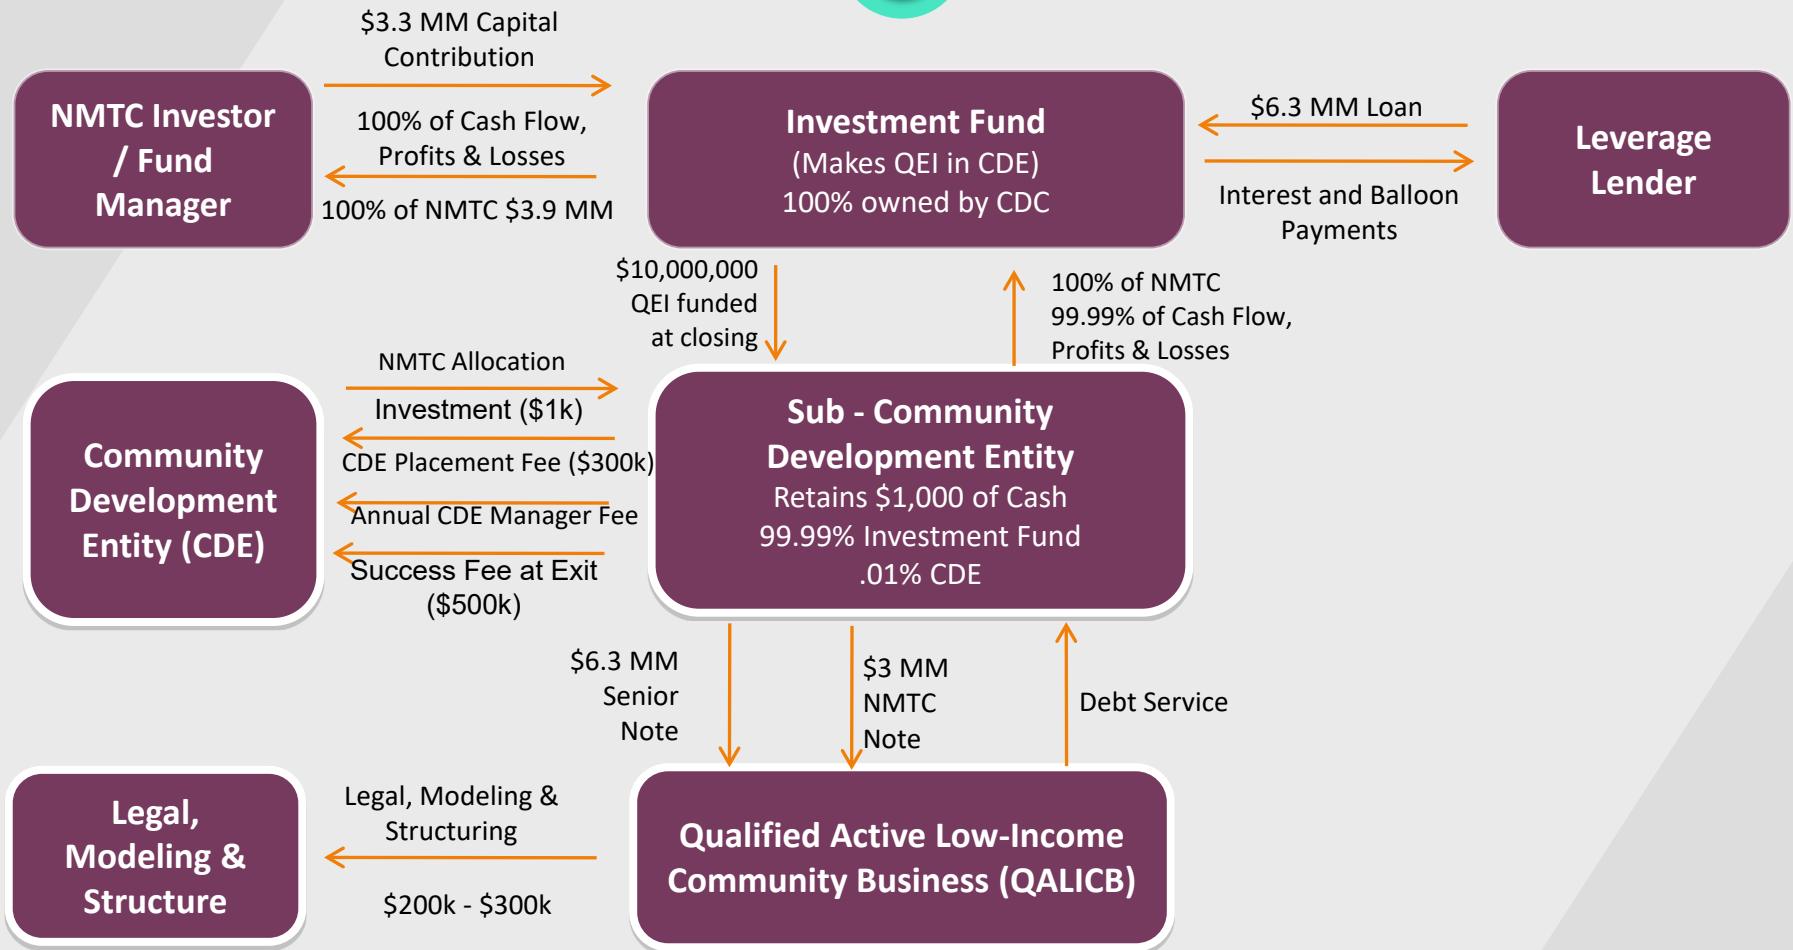 $3.3 MM Capital
Contribution
NMTC Investor
/ Fund
Manager
100% of Cash Flow,
Profits & Losses
100% of NMTC $3.9 MM
Investment Fund
(Makes QEI in CDE)
100% owned by CDC
$6.3 MM Loan
Interest and Balloon
Payments
Leverage
Lender
$10,000,000
QEI funded
at closing
100% of NMTC
99.99% of Cash Flow,
Profits & Losses
Community
Development
Entity (CDE)
NMTC Allocation
Investment ($1k)
CDE Placement Fee ($300k)
Annual CDE Manager Fee
Success Fee at Exit
($500k)
Sub - Community
Development Entity
Retains $1,000 of Cash
99.99% Investment Fund
.01% CDE
$6.3 MM
Senior
Note
$3 MM
NMTC
Note
Debt Service
Legal,
Modeling &
Structure
Legal, Modeling &
Structuring
$200k - $300k
Qualified Active Low-Income
Community Business (QALICB)